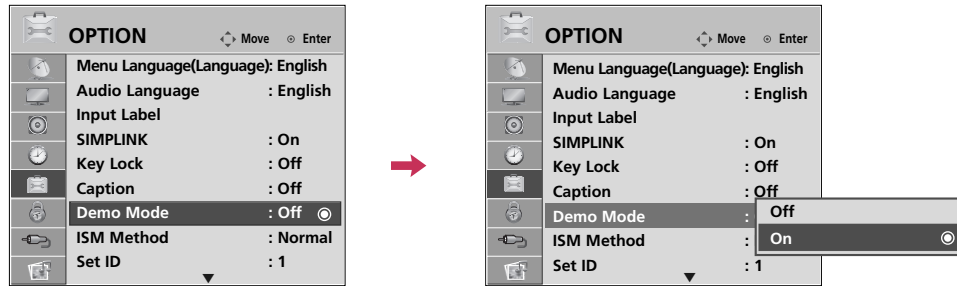 OPTION Move Enter
Menu Language(Language): English
Audio Language : English
Input Label
SIMPLINK : On
Key Lock : Off
Caption : Off
Demo Mode : Off
ISM Method : Normal
Set ID : 1
OPTION Move Enter
Menu Language(Language): English
Audio Language : English
Input Label
SIMPLINK : On
Key Lock : Off
Caption : Off
Demo Mode :
ISM Method :
Set ID : 1
Off
On